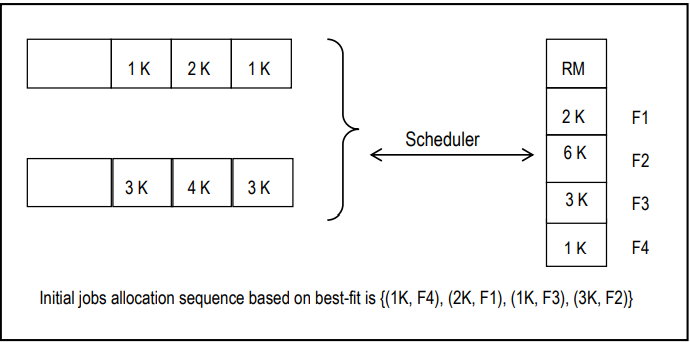 1 K 2 K 1 K
3 K 4 K 3 K
Scheduler
RM
2 K F1
6 K F2
3 K F3
1 K F4
Initial jobs allocation sequence based on best-fit is {(1K, F4), (2K, F1), (1K, F3), (3K, F2)}